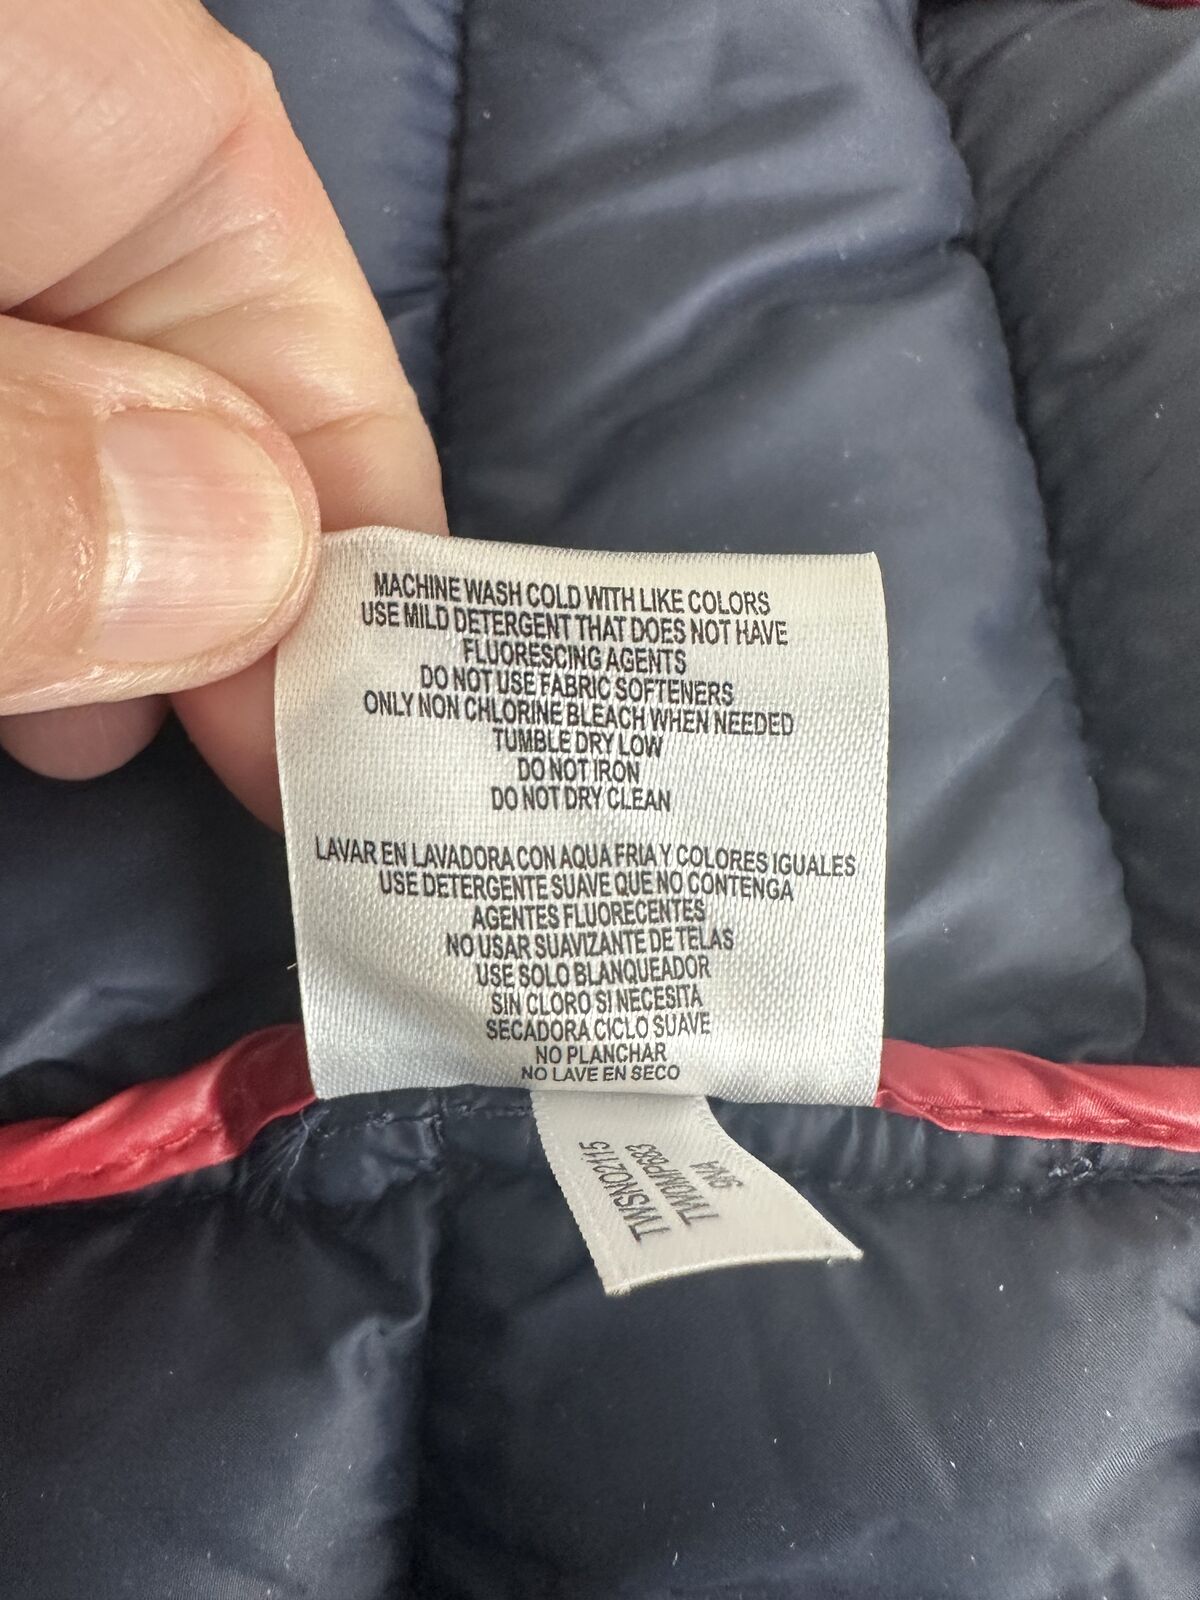 MACHINE WASH COLD WITH LIKE COLORS
USE MILD DETERGENT THAT DOES NOT HAVE
FLUORESCING AGENTS
DO NOT USE FABRIC SOFTENERS
ONLY NON CHLORINE BLEACH WHEN NEEDED
TUMBLE DRY LOW
DO NOT IRON
DO NOT DRY CLEAN
LAVAR EN LAVADORA CON AQUA FRIA Y COLORES IGUALES
USE DETERGENTE SUAVE QUE NO CONTENGA
AGENTES FLUORECENTES
NO USAR SUAVIZANTE DE TELAS
USE SOLO BLANQUEADOR
SIN CLORO SI NECESITA
SECADORA CICLO SUAVE
NO PLANCHAR
NO LAVE EN SECO
TWSNO2115